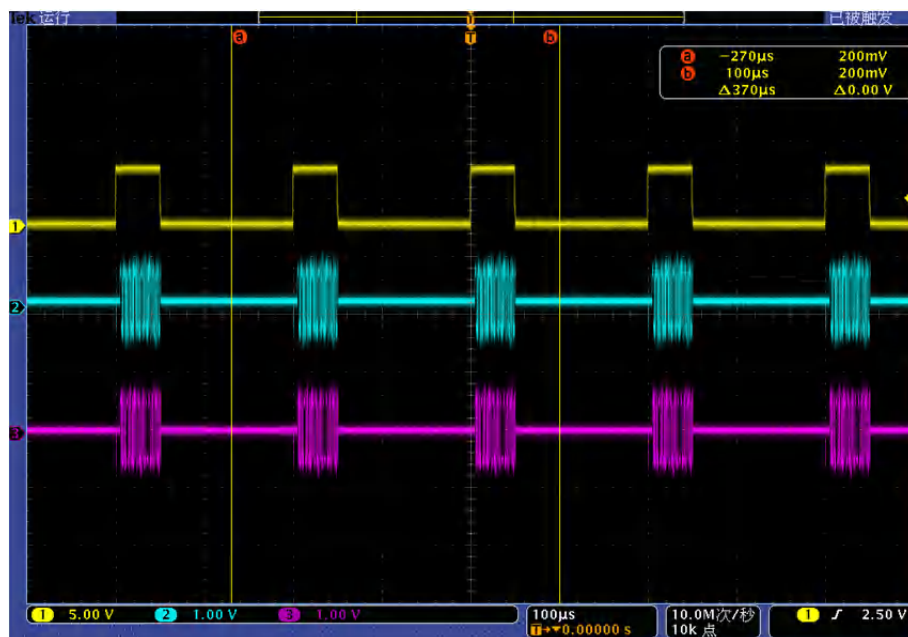 Tek 运行
T
已被触发
a
T
b
a -270μs 200mV
b 100μs 200mV
Δ370μs Δ0.00 V
1
2
3
1 5.00 V 2 1.00 V 3 1.00 V
100μs
T→▼0.00000 s
10.0M次/秒
10k 点
1 ƒ 2.50 V